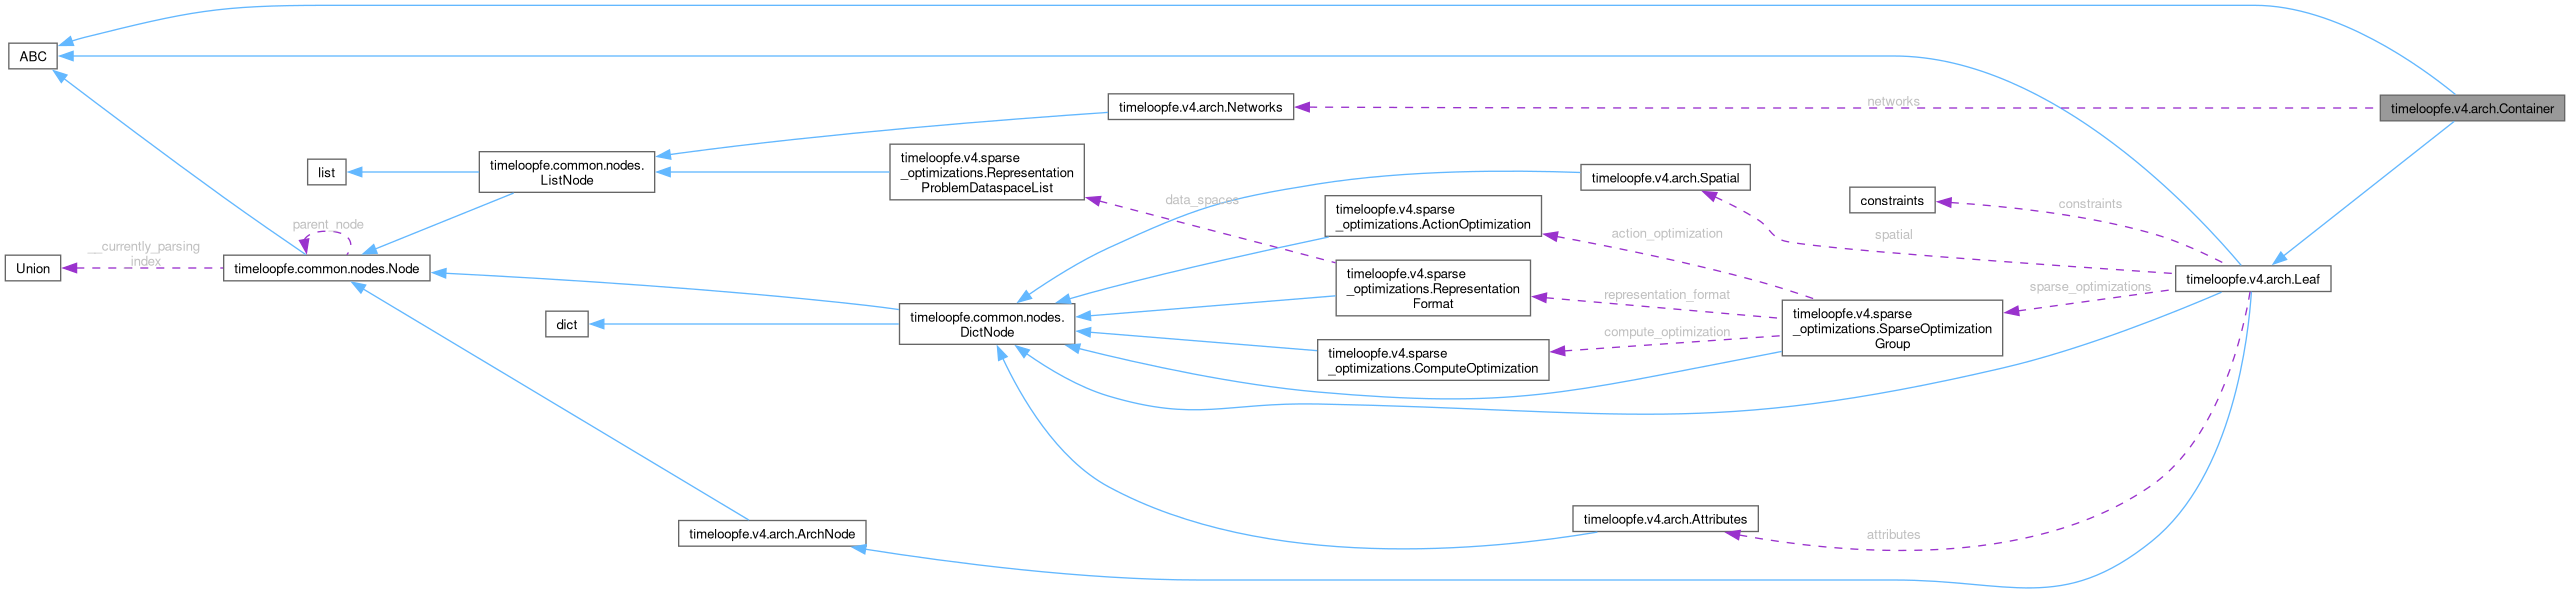 ABC
Union
__currently_parsing
index
parent_node
timeloopfe.common.nodes.Node
list
timeloopfe.common.nodes.
ListNode
dict
timeloopfe.v4.arch.ArchNode
timeloopfe.v4.sparse
_optimizations.Representation
ProblemDataspaceList
timeloopfe.common.nodes.
DictNode
timeloopfe.v4.arch.Networks
data_spaces
timeloopfe.v4.sparse
_optimizations.ActionOptimization
timeloopfe.v4.sparse
_optimizations.Representation
Format
timeloopfe.v4.sparse
_optimizations.ComputeOptimization
timeloopfe.v4.arch.Spatial
action_optimization
representation_format
compute_optimization
timeloopfe.v4.arch.Attributes
networks
constraints
spatial
timeloopfe.v4.sparse
_optimizations.SparseOptimization
Group
attributes
constraints
sparse_optimizations
timeloopfe.v4.arch.Leaf
timeloopfe.v4.arch.Container